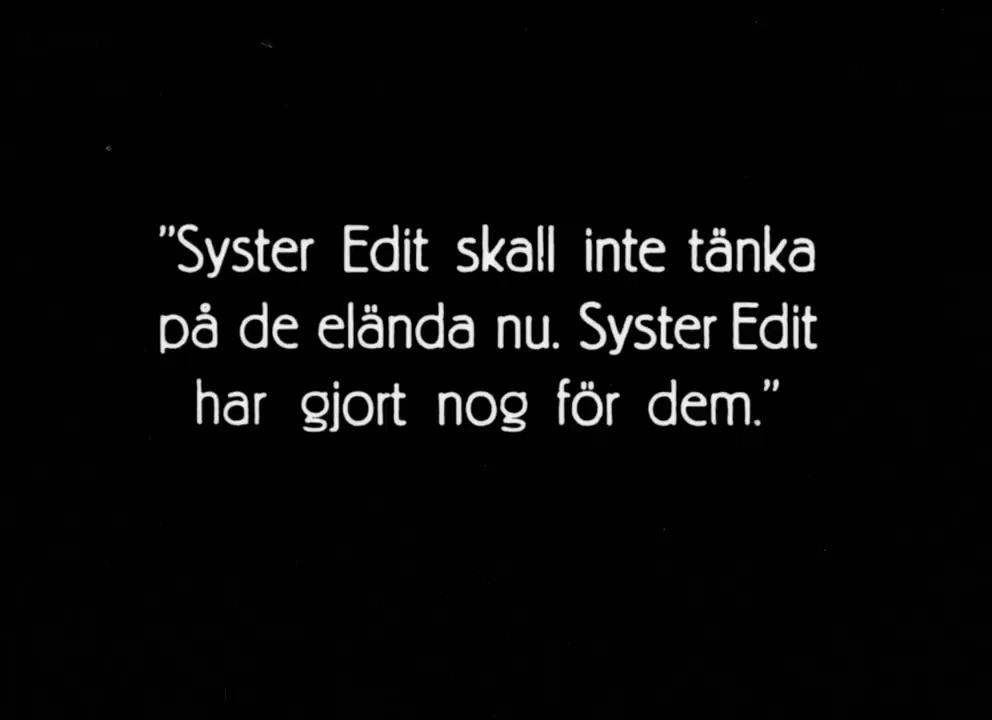 ”Syster Edit skall inte tänka
på de elända nu. Syster Edit
har gjort nog för dem.”